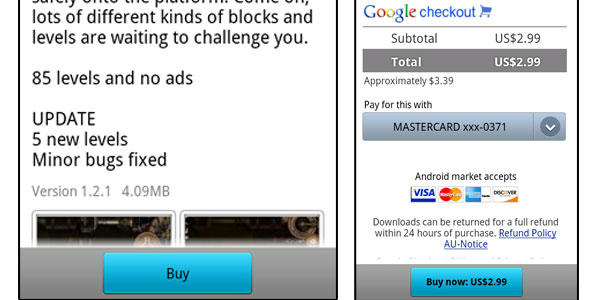 safely onto the platform! Come on,
lots of different kinds of blocks and
levels are waiting to challenge you.
85 levels and no ads
UPDATE
5 new levels
Minor bugs fixed
Version 1.2.1 4.09MB
Buy
Google checkout
Subtotal US$2.99
Total US$2.99
Approximately $3.39
Pay for this with
MASTERCARD xxx-0371
Android market accepts
VISA MasterCard DISCOVER
Downloads can be returned for a full refund
within 24 hours of purchase. Refund Policy
AU-Notice
Buy now: US$2.99